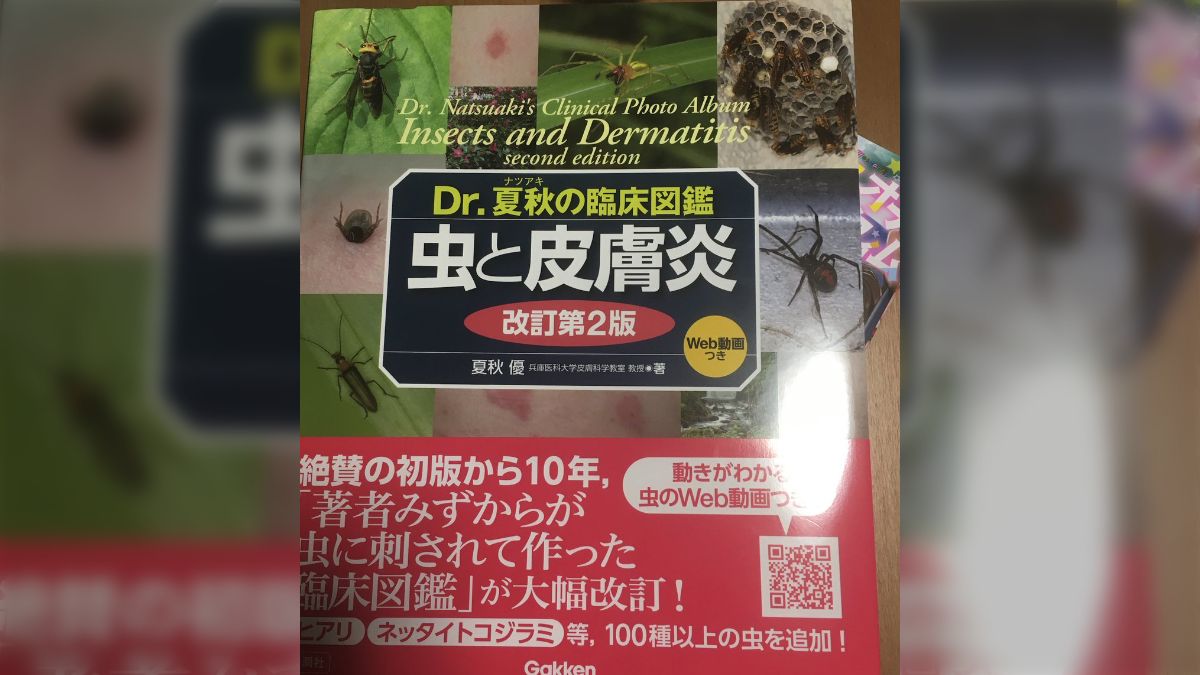 Dr. Natsuaki's Clinical Photo Album
Insects and Dermatitis
second edition
ナツアキ
Dr.夏秋の臨床図鑑
虫と皮膚炎
改訂第2版
Web動画
つき
夏秋 優 兵庫医科大学皮膚科学教室 教授◉著
絶賛の初版から10年,
「著者みずからが
虫に刺されて作った
臨床図鑑」が大幅改訂!
動きがわかる
虫のWeb動画つき
ヒアリ ネッタイトコジラミ 等, 100種以上の虫を追加!
Gakken